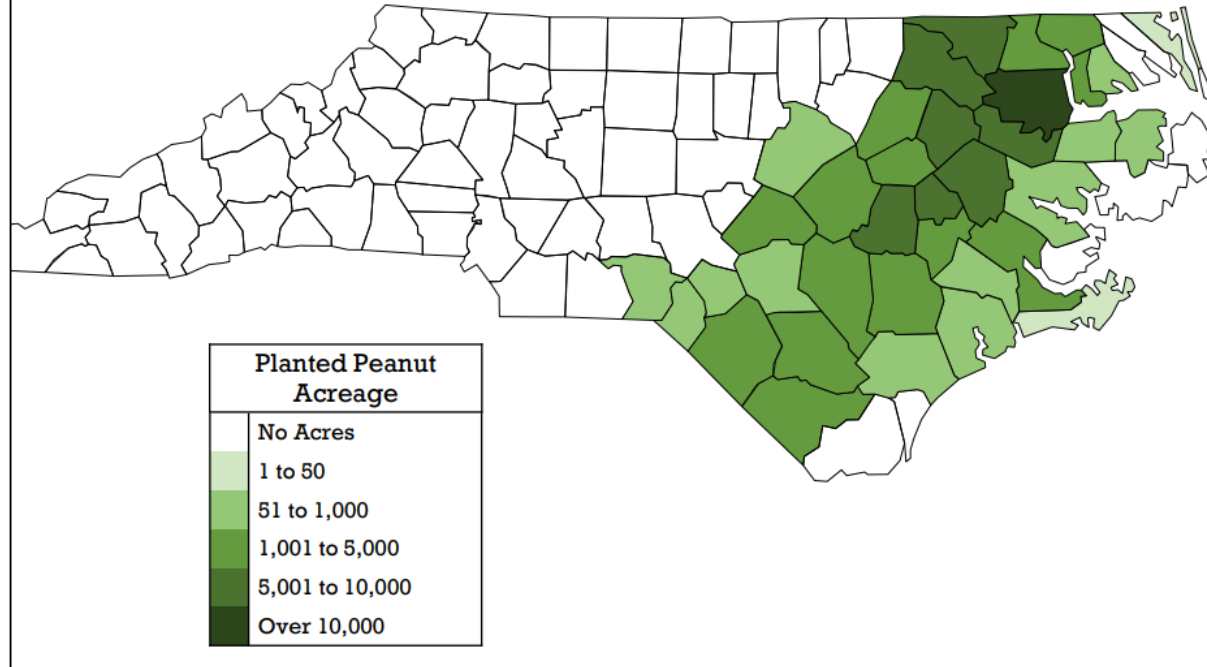 Planted Peanut
Acreage
No Acres
1 to 50
51 to 1,000
1,001 to 5,000
5,001 to 10,000
Over 10,000